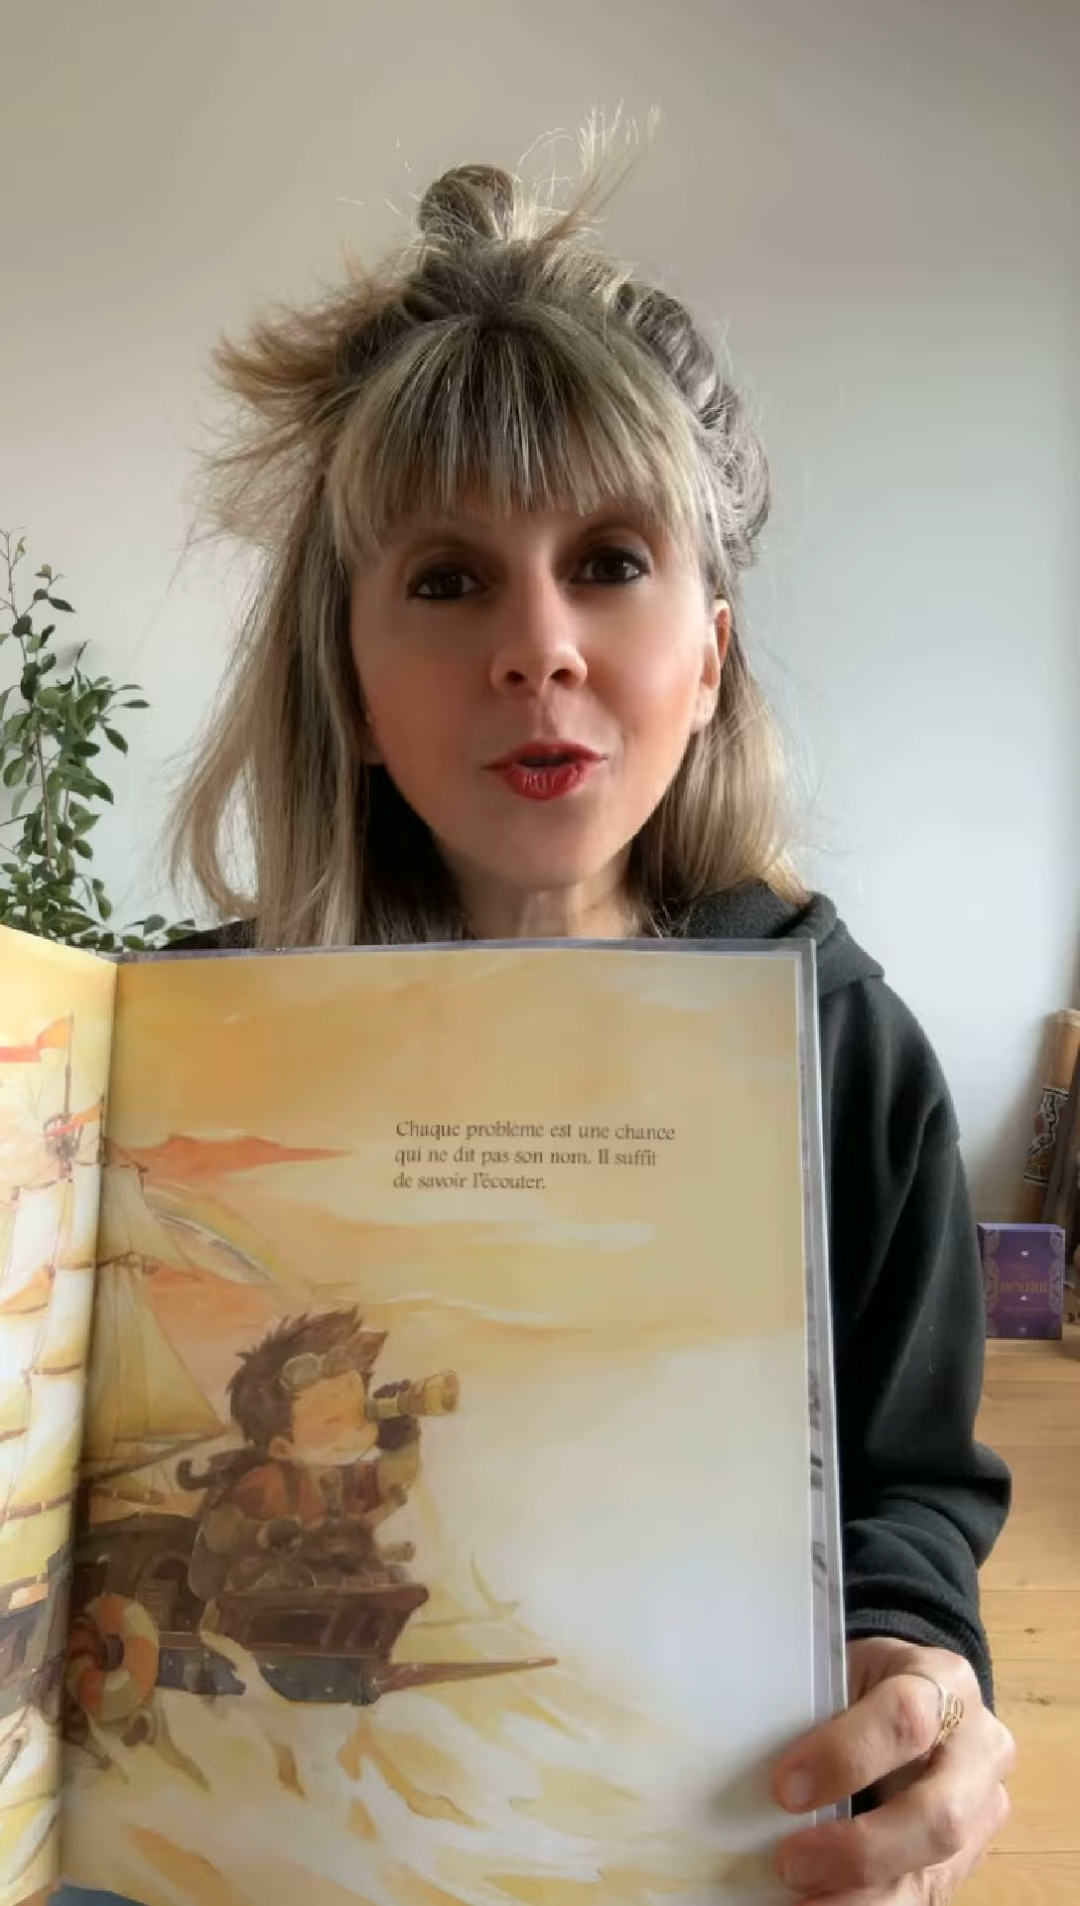 Chaque problème est une chance
qui ne dit pas son nom. Il suffit
de savoir l'écouter.